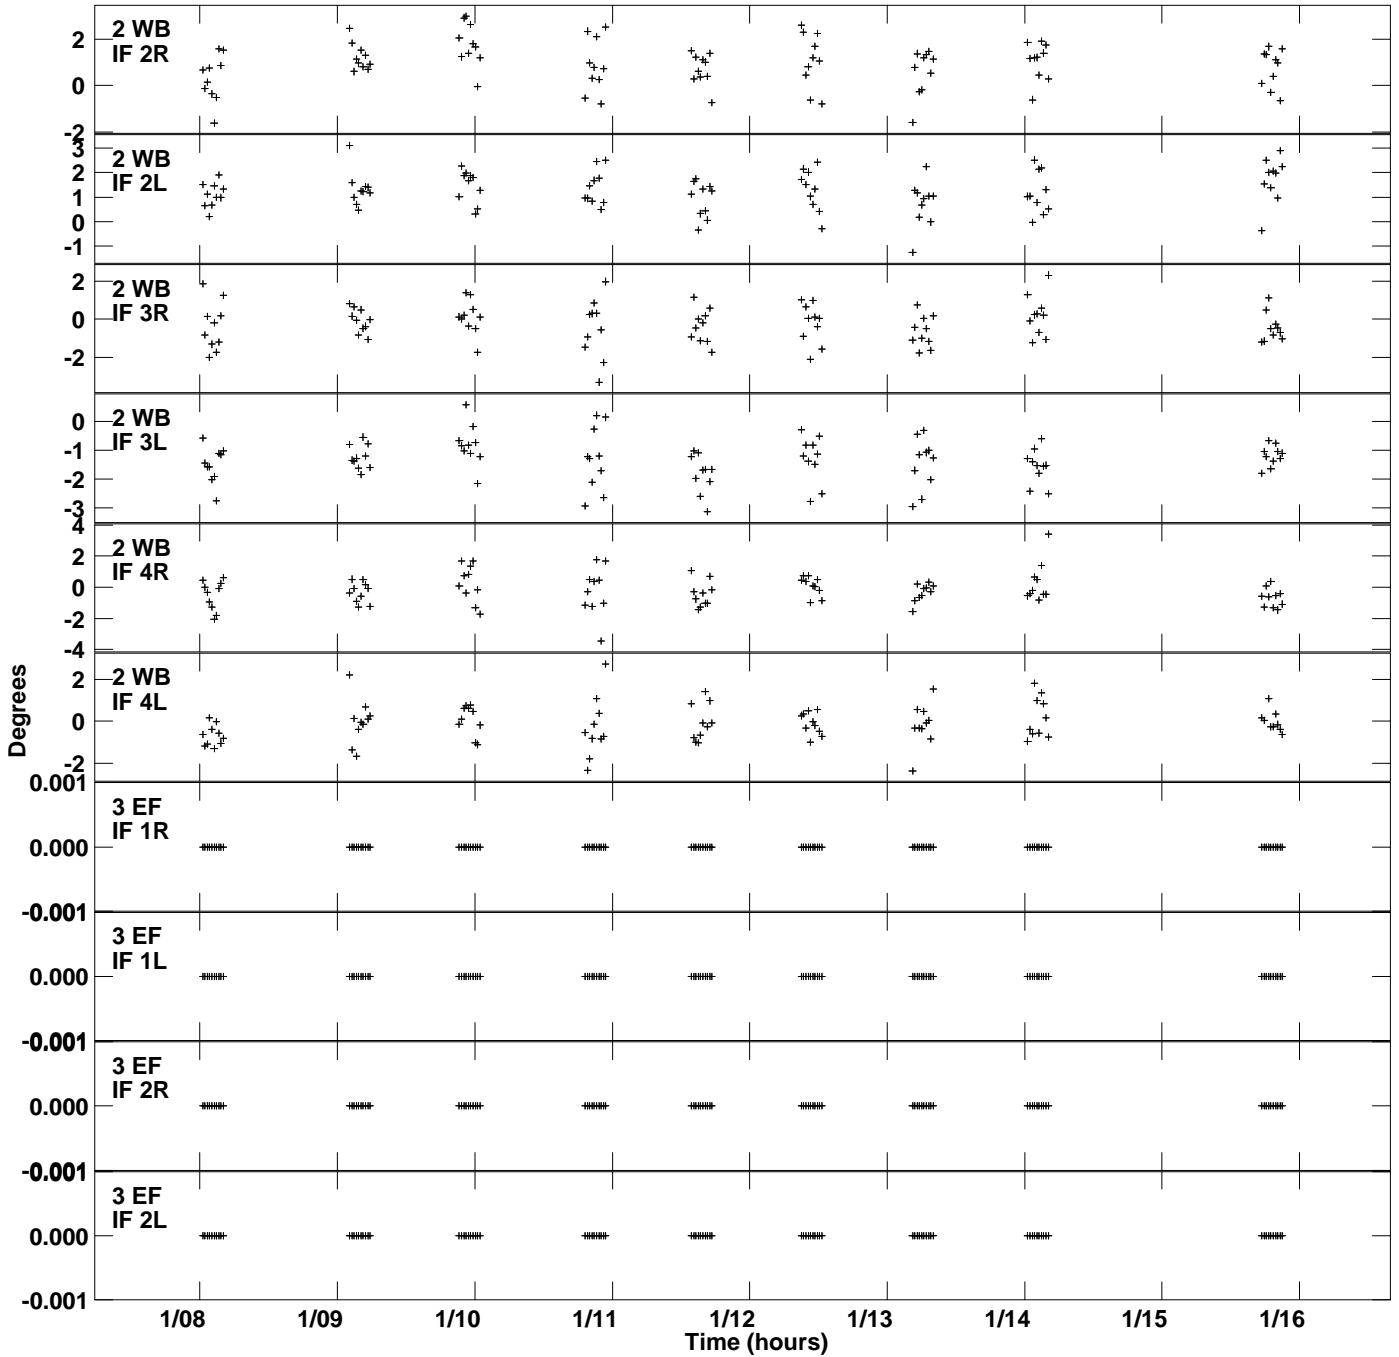 2 WB
IF 2R
2
0
-2
2 WB
IF 2L
3
2
1
0
-1
2 WB
IF 3R
2
0
-2
2 WB
IF 3L
0
-1
-2
-3
2 WB
IF 4R
4
2
0
-2
-4
2 WB
IF 4L
2
0
-2
Degrees
3 EF
IF 1R
0.001
0.000
-0.001
3 EF
IF 1L
0.000
-0.001
3 EF
IF 2R
0.000
-0.001
3 EF
IF 2L
0.000
-0.001
1/08 1/09 1/10 1/11 1/12 1/13 1/14 1/15 1/16
Time (hours)